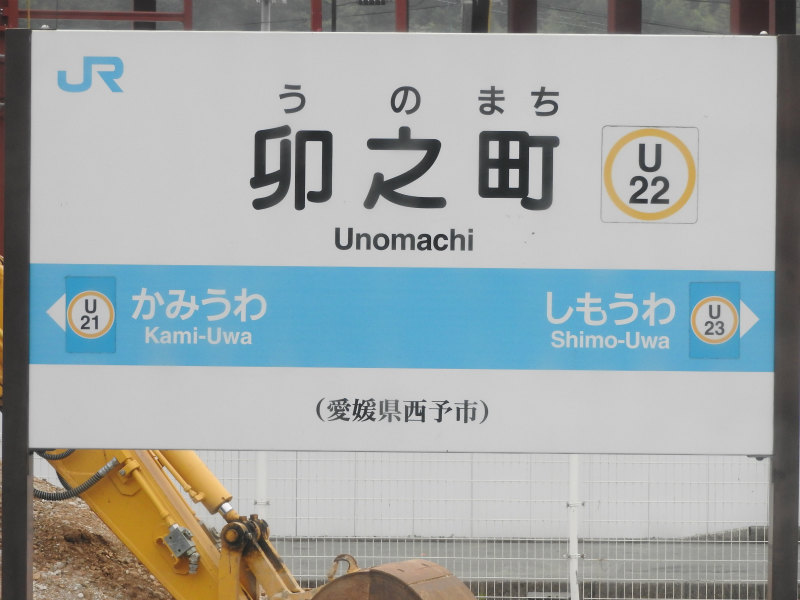 JR
うのまち
卯之町
U
22
Unomachi
U
21
かみうわ
Kami-Uwa
しもうわ
Shimo-Uwa
U
23
(愛媛県西予市)